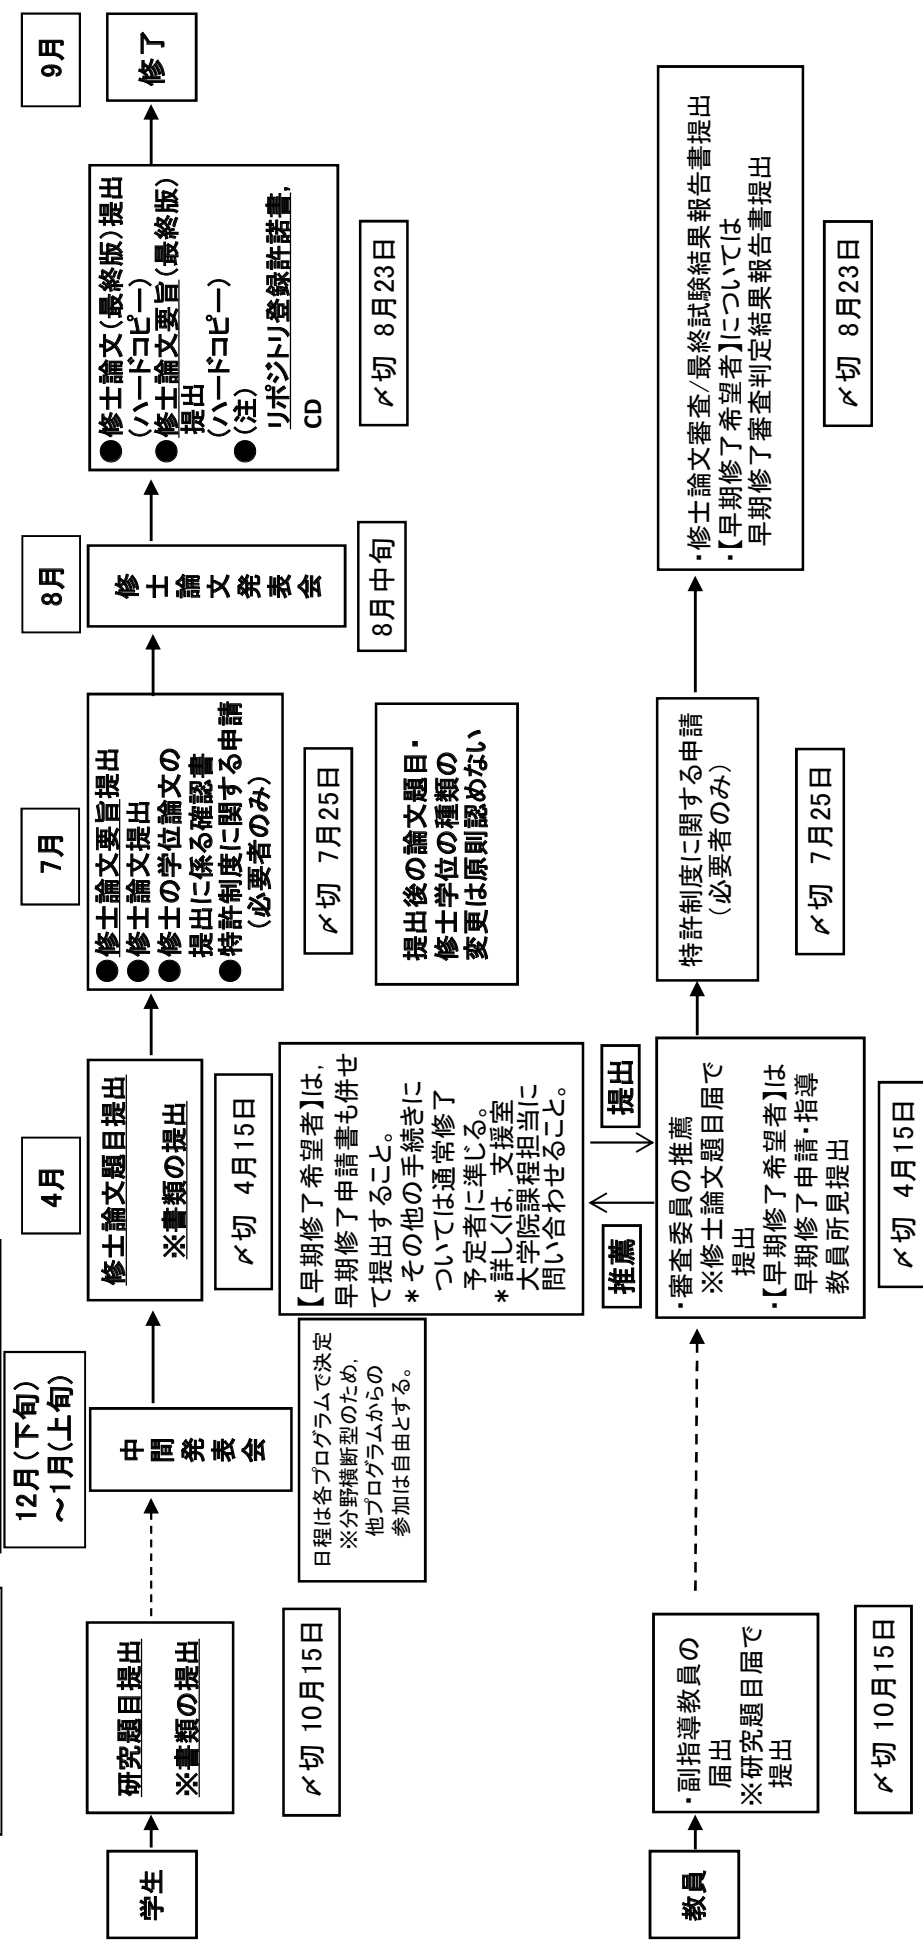 12月(下旬)
～1月(上旬)
4月
7月
8月
9月
学生
研究題目提出
※書類の提出
〆切 10月15日
中間発表会
日程は各プログラムで決定
※分野横断型のため,
他プログラムからの
参加は自由とする。
修士論文題目提出
※書類の提出
〆切 4月15日
【早期修了希望者】は,
早期修了申請書も併せ
て提出すること。
＊その他の手続きに
ついては通常修了
予定者に準じる。
＊詳しくは,支援室
大学院課程担当に
問い合わせること。
●修士論文要旨提出
●修士論文提出
●修士の学位論文の
提出に係る確認書
●特許制度に関する申請
(必要者のみ)
〆切 7月25日
提出後の論文題目・
修士学位の種類の
変更は原則認めない
修士論文発表会
8月中旬
●修士論文(最終版)提出
(ハードコピー)
●修士論文要旨(最終版)
提出
(ハードコピー)
●(注)
リポジトリ登録許諾書,
CD
〆切 8月23日
修了
推薦
提出
教員
・副指導教員の
届出
※研究題目届で
提出
〆切 10月15日
・審査委員の推薦
※修士論文題目届で
提出
・【早期修了希望者】は
早期修了申請・指導
教員所見提出
〆切 4月15日
特許制度に関する申請
(必要者のみ)
〆切 7月25日
・修士論文審査/最終試験結果報告書提出
・【早期修了希望者】については
早期修了審査判定結果報告書提出
〆切 8月23日